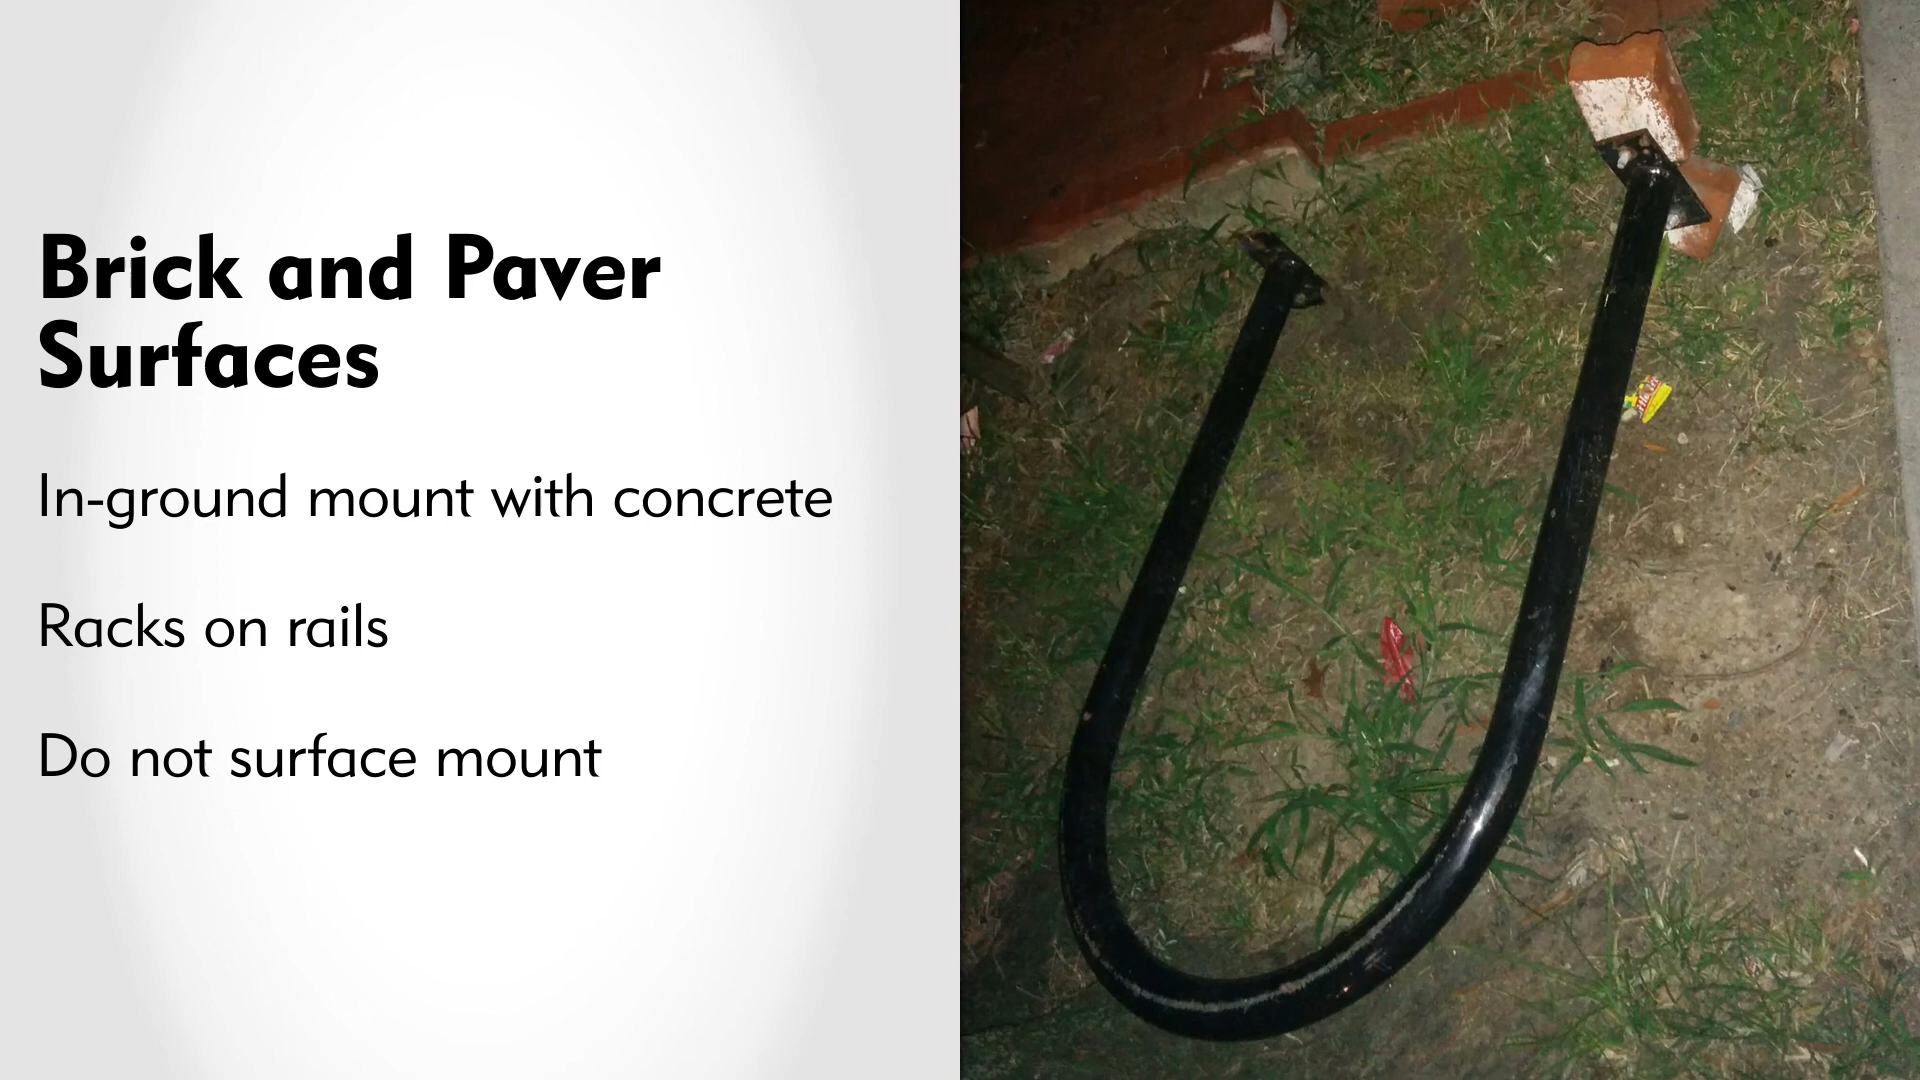 Brick and Paver
Surfaces
In-ground mount with concrete
Racks on rails
Do not surface mount